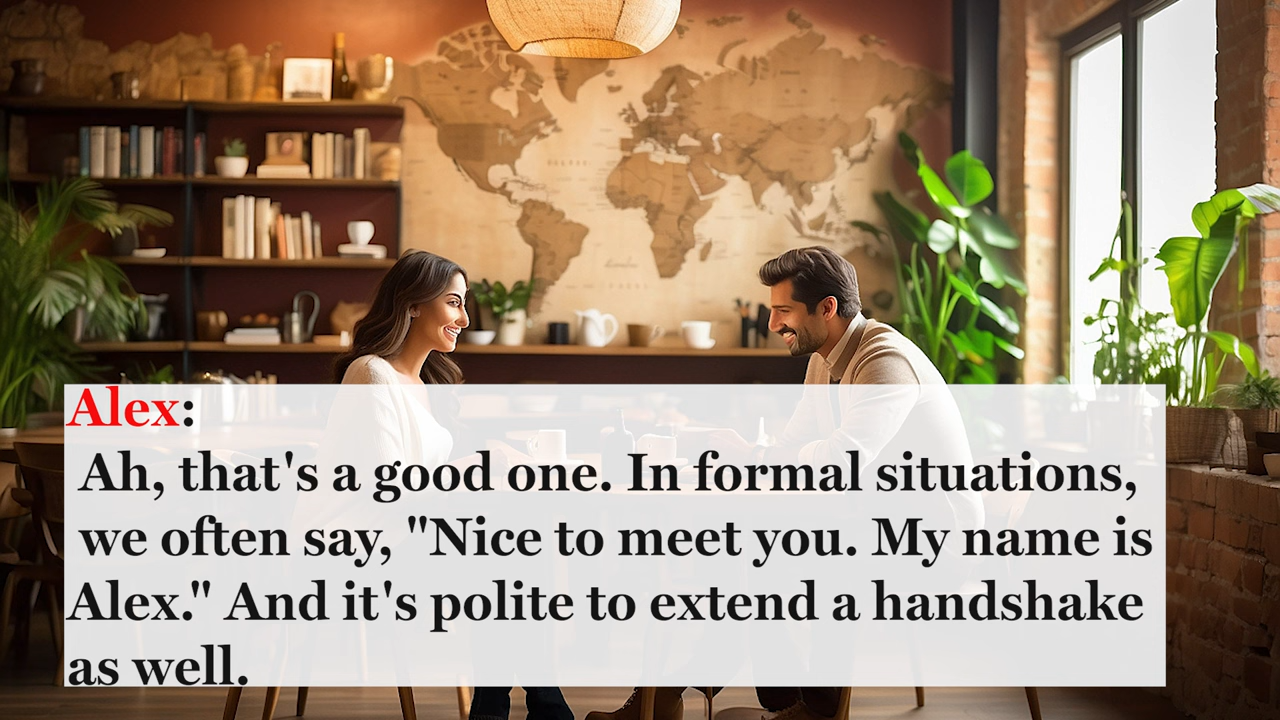 Alex:
Ah, that's a good one. In formal situations,
we often say, "Nice to meet you. My name is
Alex." And it's polite to extend a handshake
as well.